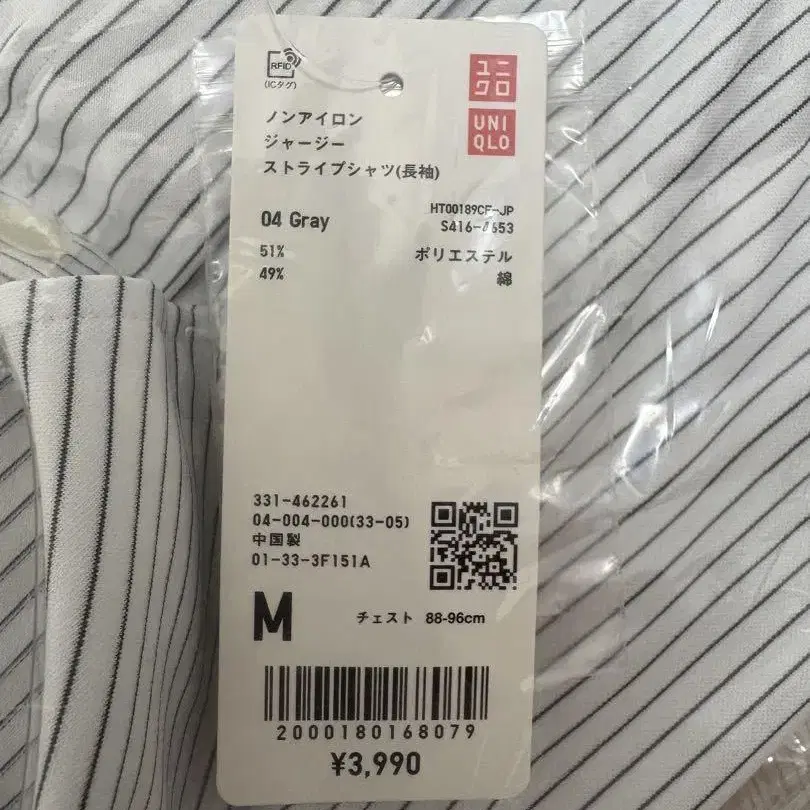 RFID
(ICタグ)
ユニ
クロ
UNI
QLO
ノンアイロン
ジャージー
ストライプシャツ(長袖)
04 Gray
HT00189CF-JP
S416-4653
51% ポリエステル
49% 綿
331-462261
04-004-000(33-05)
中国製
01-33-3F151A
M チェスト 88-96cm
2000180168079
¥3,990